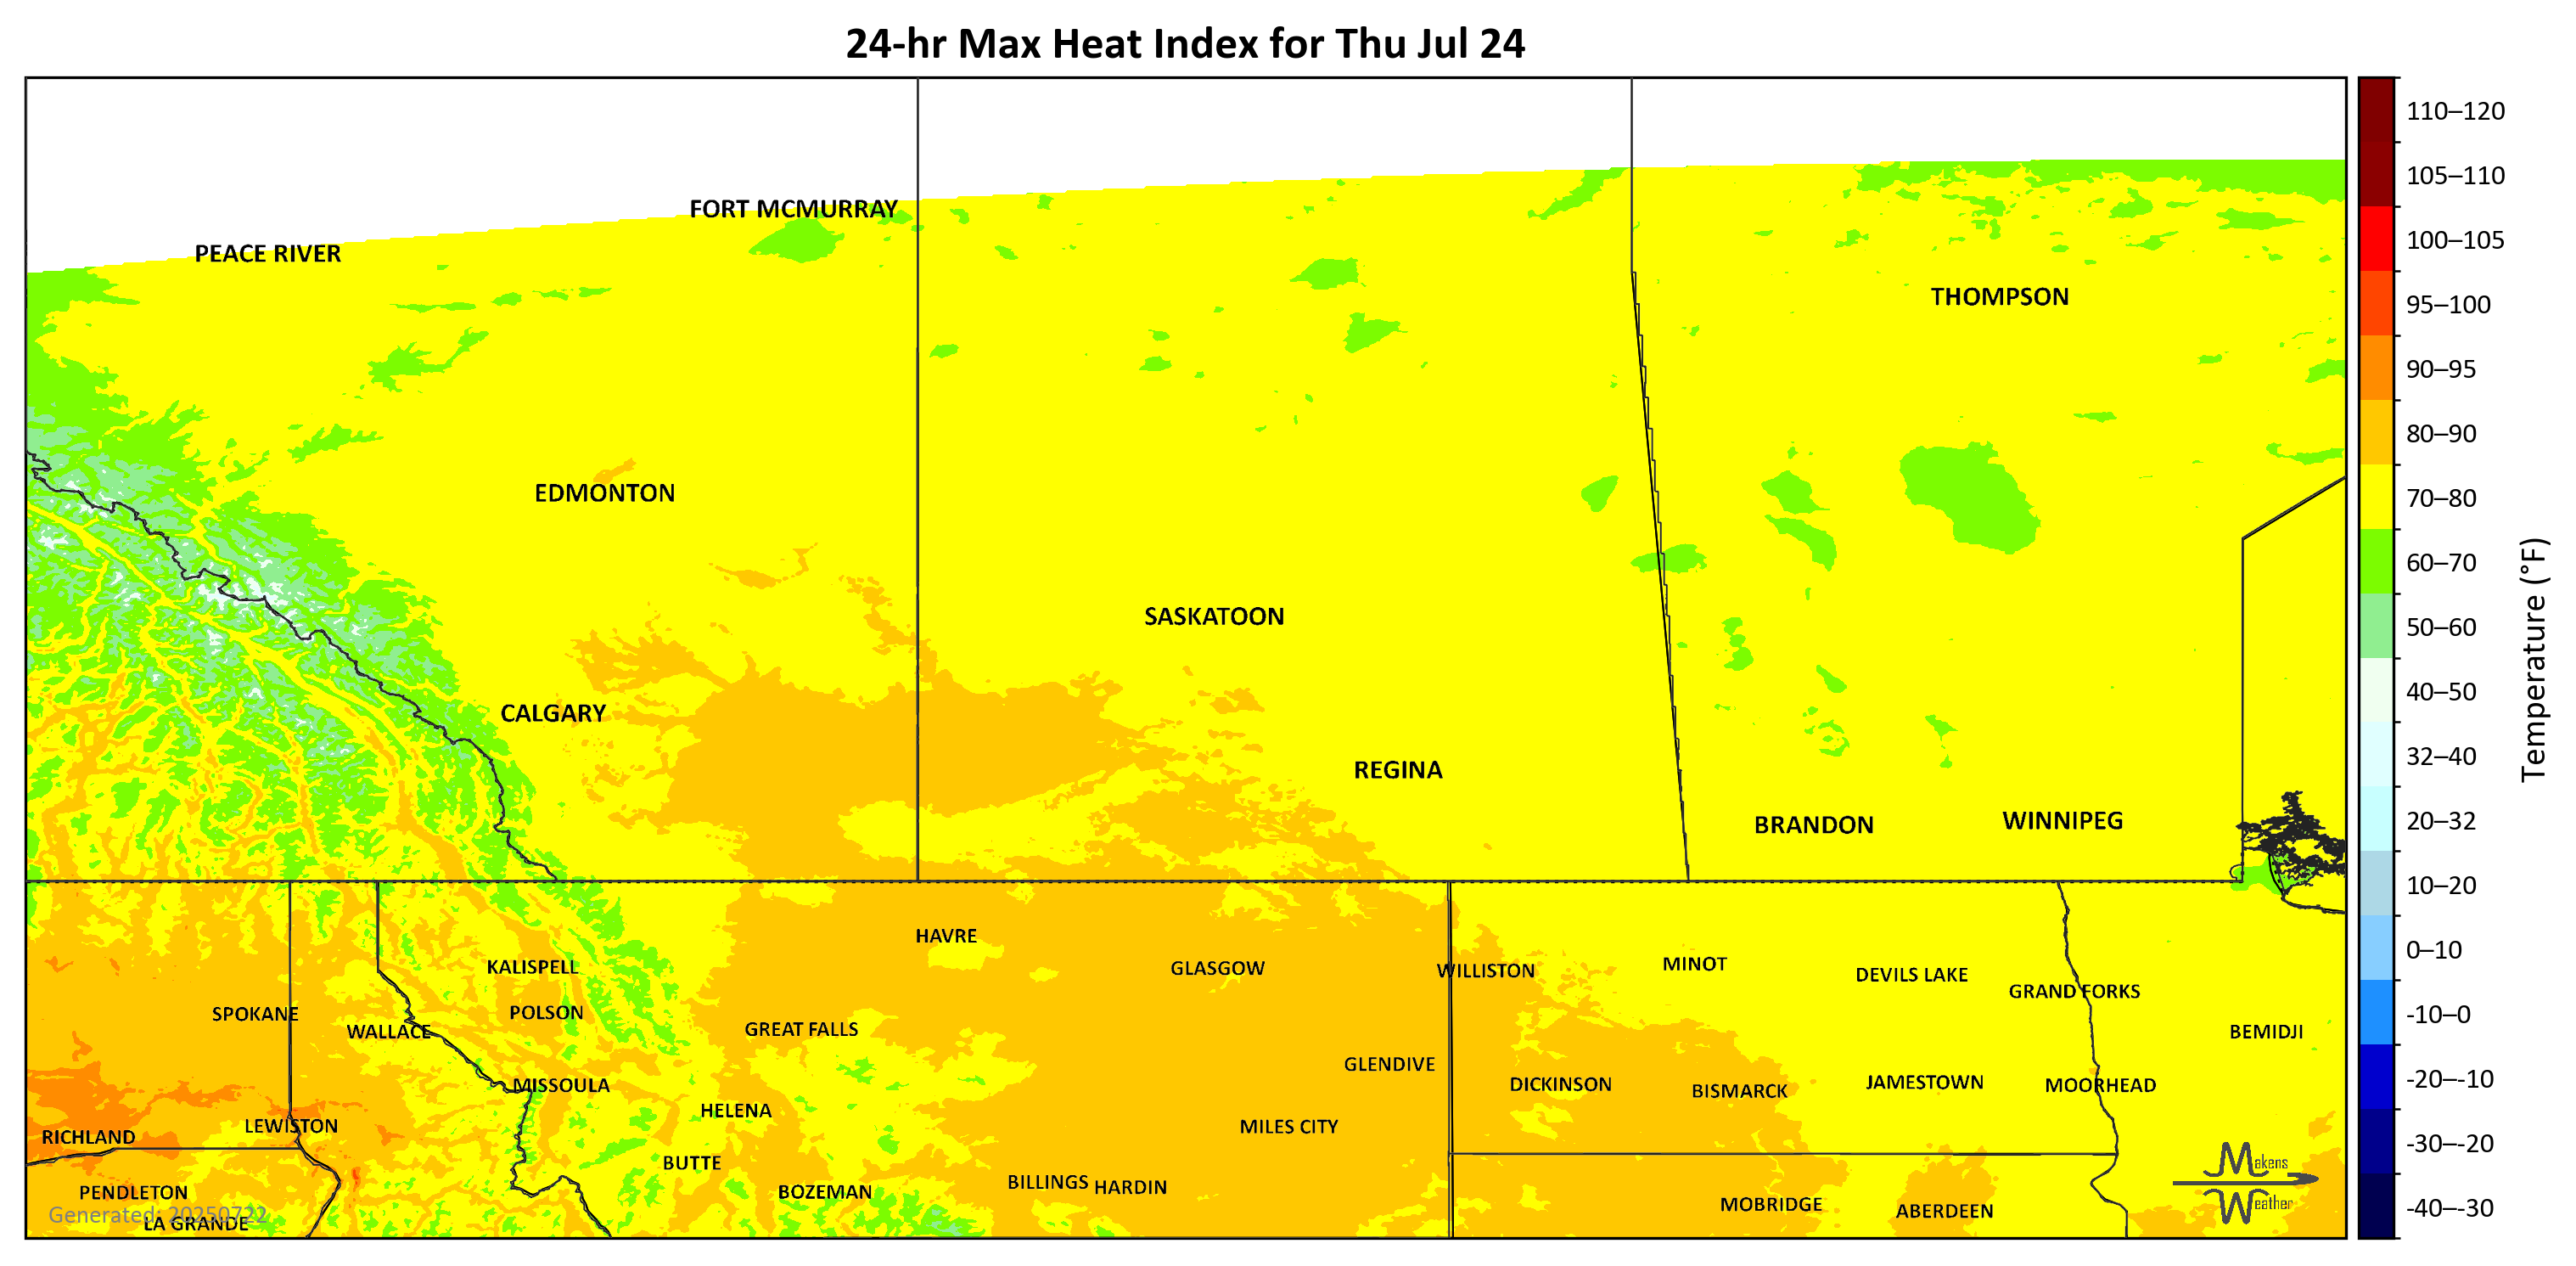 24-hr Max Heat Index for Thu Jul 24
110–120
105–110
FORT MCMURRAY
100–105
PEACE RIVER
THOMPSON
95–100
90–95
80–90
EDMONTON
70–80
60–70
SASKATOON
50–60
40–50
CALGARY
32–40
REGINA
BRANDON
WINNIPEG
20–32
10–20
Temperature (°F)
HAVRE
0–10
KALISPELL
GLASGOW
WILLISTON
MINOT
DEVILS LAKE
GRAND FORKS
SPOKANE
POLSON
-10–0
WALLACE
GREAT FALLS
BEMIDJI
GLENDIVE
-20–-10
MISSOULA
DICKINSON
BISMARCK
JAMESTOWN
MOORHEAD
HELENA
LEWISTON
MILES CITY
RICHLAND
-30–-20
BUTTE
Makens
Weather
PENDLETON
BOZEMAN
BILLINGS
HARDIN
MOBRIDGE
ABERDEEN
-40–-30
Generated: 20250722
LA GRANDE